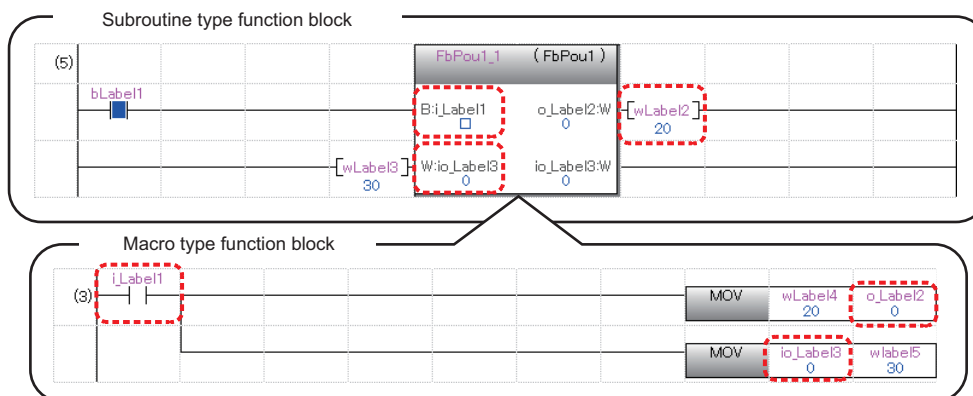 Subroutine type function block
(5) FbPou1_1 (FbPou1)
bLabel1
B:i_Label1 o_Label2:W wLabel2
0 20
wLabel3 W:io_Label3 io_Label3:W
30 0 0
Macro type function block
i_Label1
(3) MOV wLabel4 o_Label2
20 0
MOV io_Label3 wlabel5
0 30